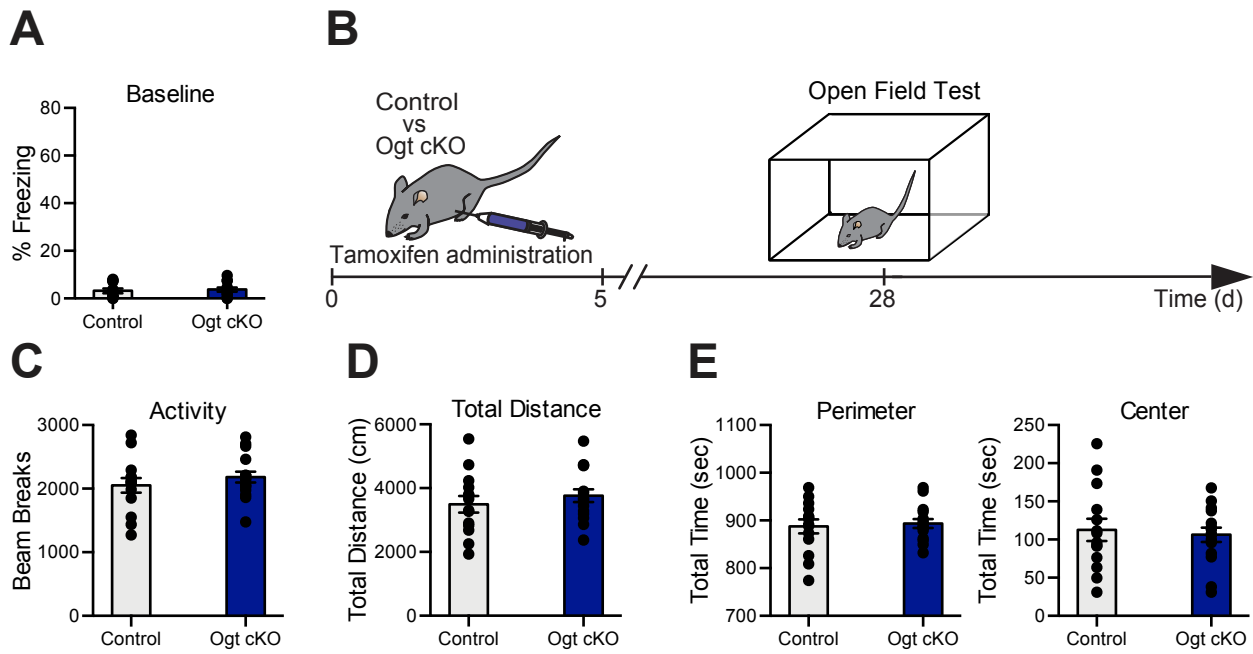 A
Baseline
% Freezing
80
60
40
20
0
Control
Ogt cKO
B
Control
vs
Ogt cKO
Tamoxifen administration
Open Field Test
0
5
28
Time (d)
C
Activity
Beam Breaks
3000
2000
1000
0
Control
Ogt cKO
D
Total Distance
Total Distance (cm)
6000
4000
2000
0
Control
Ogt cKO
E
Perimeter
Total Time (sec)
1100
1000
900
800
700
Control
Ogt cKO
Center
Total Time (sec)
250
200
150
100
50
0
Control
Ogt cKO